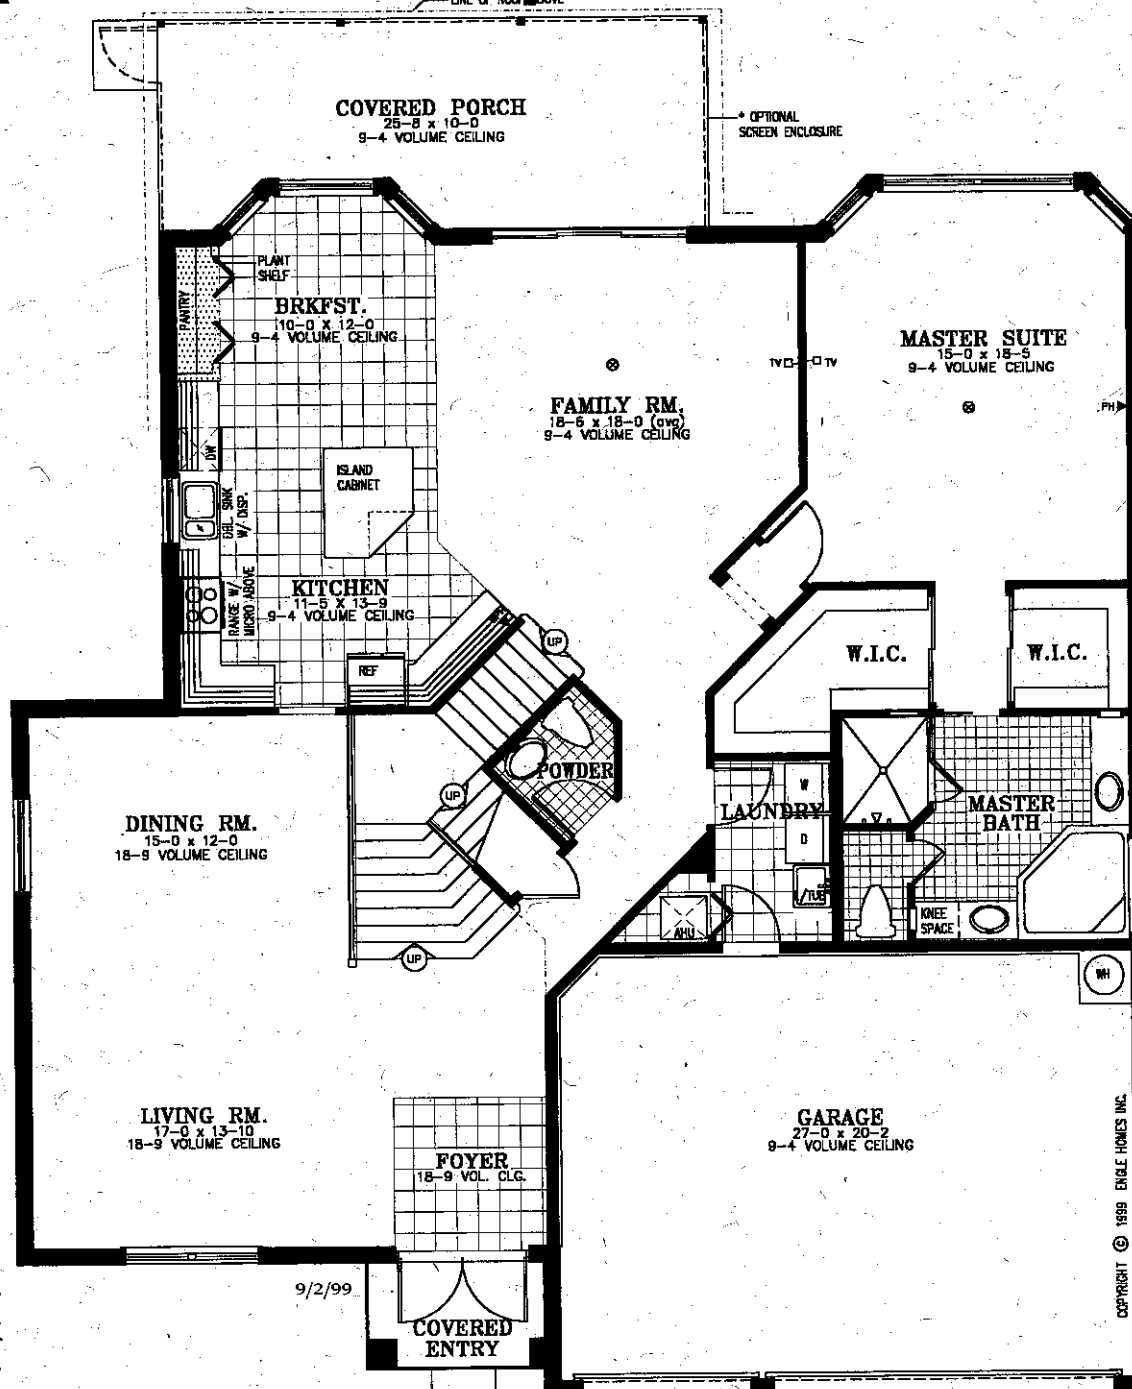 LINE OF ROOF ABOVE
COVERED PORCH
25-8 x 10-0
9-4 VOLUME CEILING
* OPTIONAL
SCREEN ENCLOSURE
PLANT
SHELF
PANTRY
BRKFST.
10-0 X 12-0
9-4 VOLUME CEILING
MASTER SUITE
15-0 x 18-5
9-4 VOLUME CEILING
TV
TV
PH
FAMILY RM.
18-6 x 18-0 (avg)
9-4 VOLUME CEILING
DW
ISLAND
CABINET
DBL. SINK
W/ DISP.
RANGE W/
MICRO ABOVE
KITCHEN
11-5 X 13-9
9-4 VOLUME CEILING
REF
UP
W.I.C.
W.I.C.
POWDER
UP
W
D
LAUNDRY
MASTER
BATH
DINING RM.
15-0 x 12-0
18-9 VOLUME CEILING
/TUB
KNEE
SPACE
AHU
UP
WH
LIVING RM.
17-0 x 13-10
18-9 VOLUME CEILING
FOYER
18-9 VOL. CLG.
GARAGE
27-0 x 20-2
9-4 VOLUME CEILING
COPYRIGHT © 1999 ENGLE HOMES INC.
9/2/99
COVERED
ENTRY